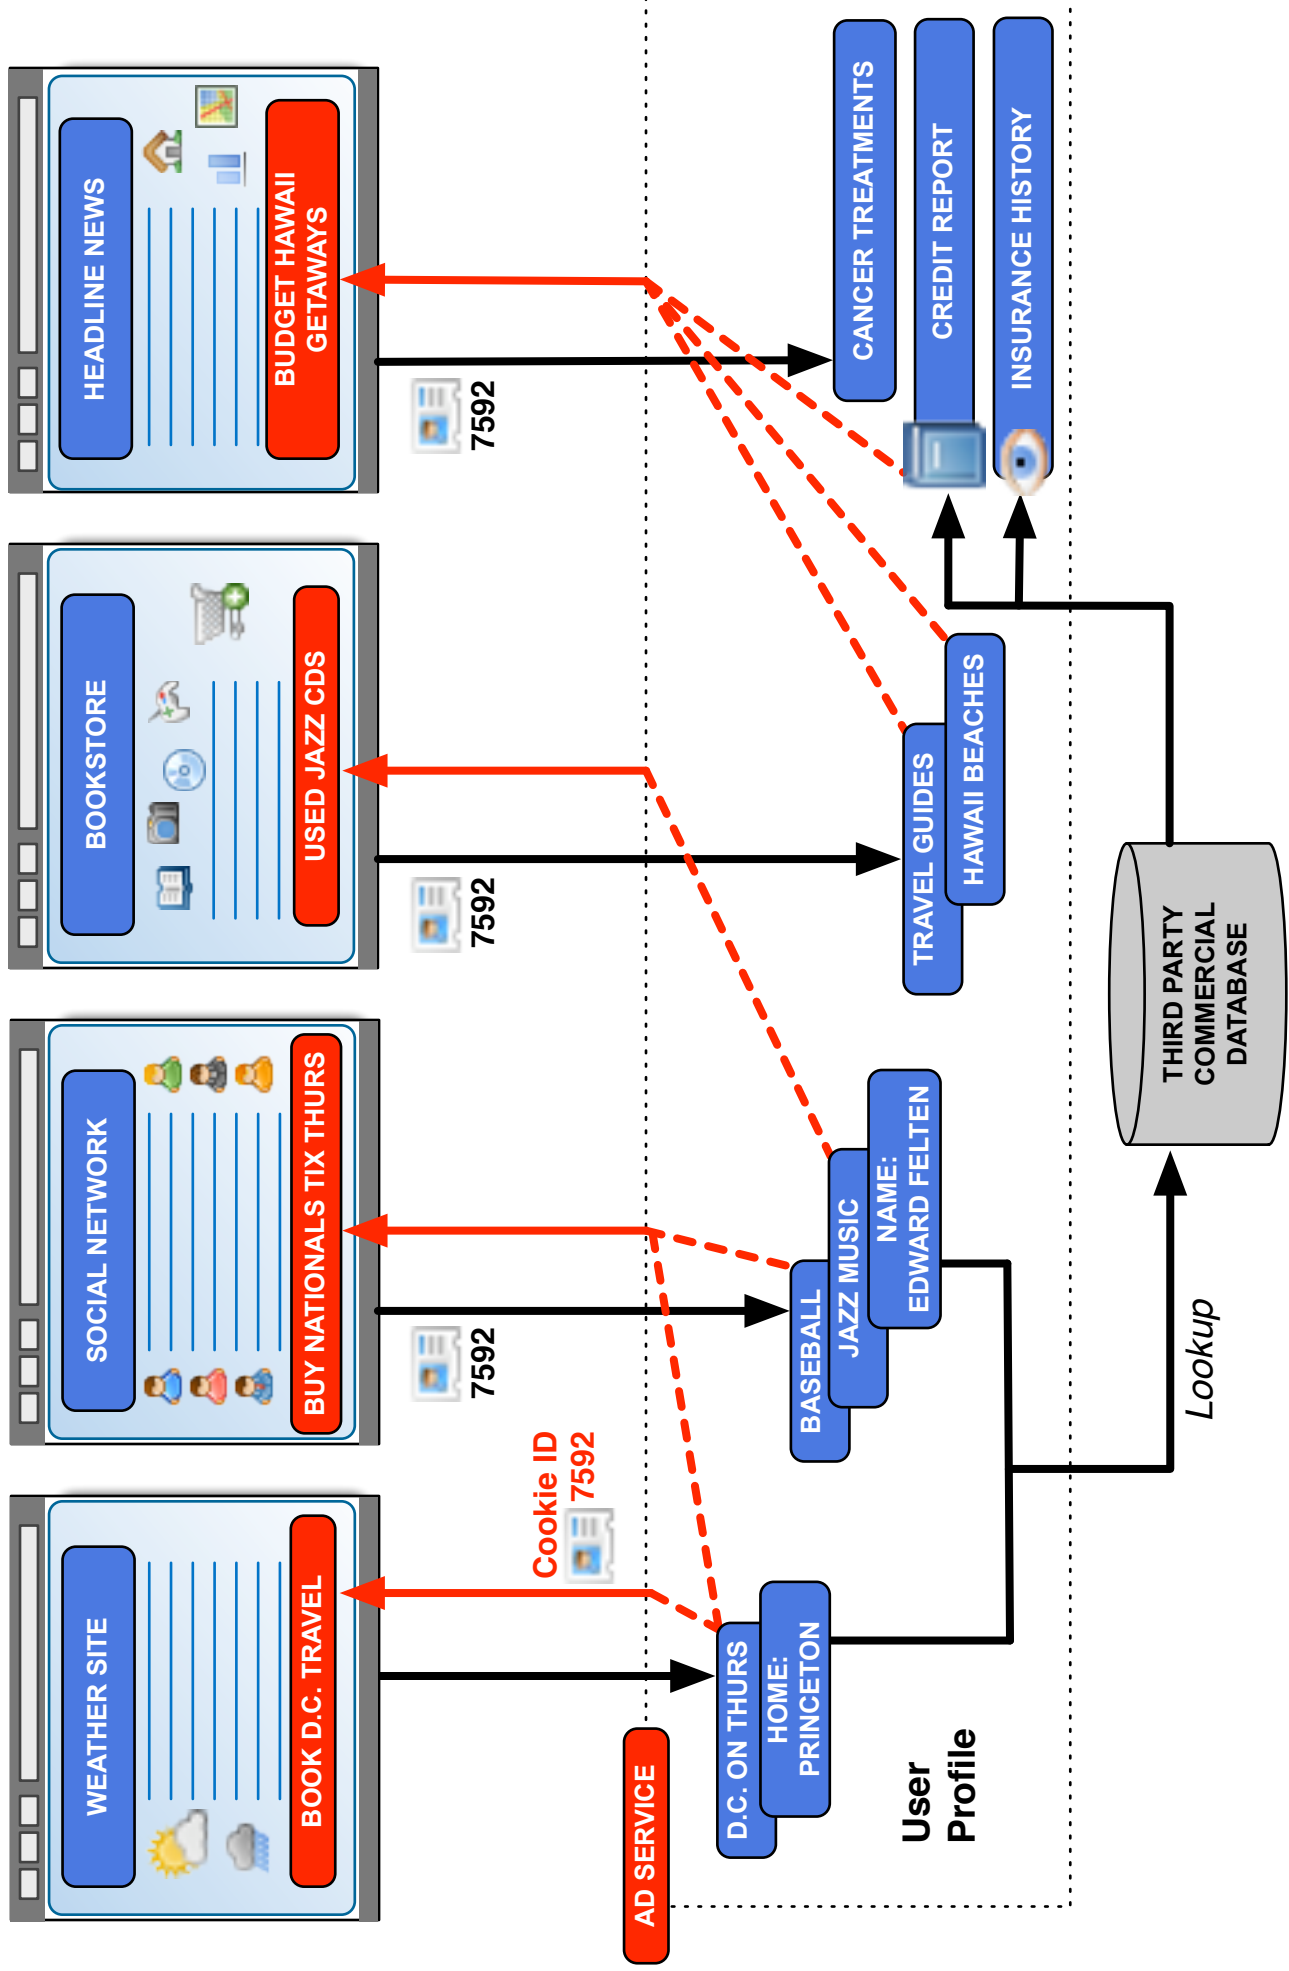 WEATHER SITE
BOOK D.C. TRAVEL
SOCIAL NETWORK
BUY NATIONALS TIX THURS
BOOKSTORE
USED JAZZ CDS
HEADLINE NEWS
BUDGET HAWAII
GETAWAYS
Cookie ID
7592
7592
7592
7592
AD SERVICE
D.C. ON THURS
HOME:
PRINCETON
BASEBALL
JAZZ MUSIC
NAME:
EDWARD FELTEN
TRAVEL GUIDES
HAWAII BEACHES
CANCER TREATMENTS
CREDIT REPORT
INSURANCE HISTORY
User
Profile
Lookup
THIRD PARTY
COMMERCIAL
DATABASE